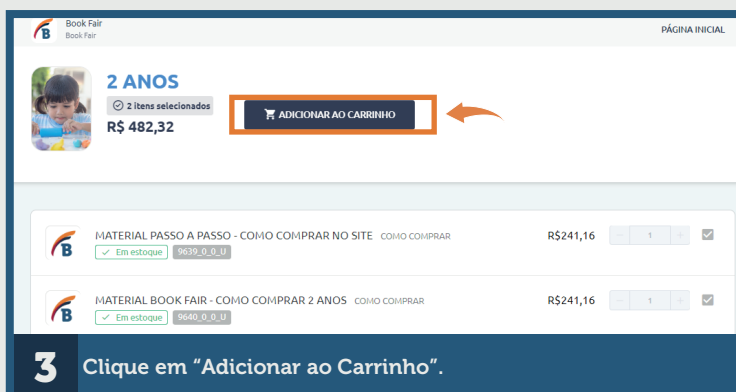 Book Fair
Book Fair
PÁGINA INICIAL
2 ANOS
2 itens selecionados
R$ 482,32
ADICIONAR AO CARRINHO
B
MATERIAL PASSO A PASSO - COMO COMPRAR NO SITE COMO COMPRAR
Em estoque 9639_0_0_U
R$241,16 - 1 +
B
MATERIAL BOOK FAIR - COMO COMPRAR 2 ANOS COMO COMPRAR
Em estoque 9640_0_0_U
R$241,16 - 1 +
B
3 Clique em “Adicionar ao Carrinho”.